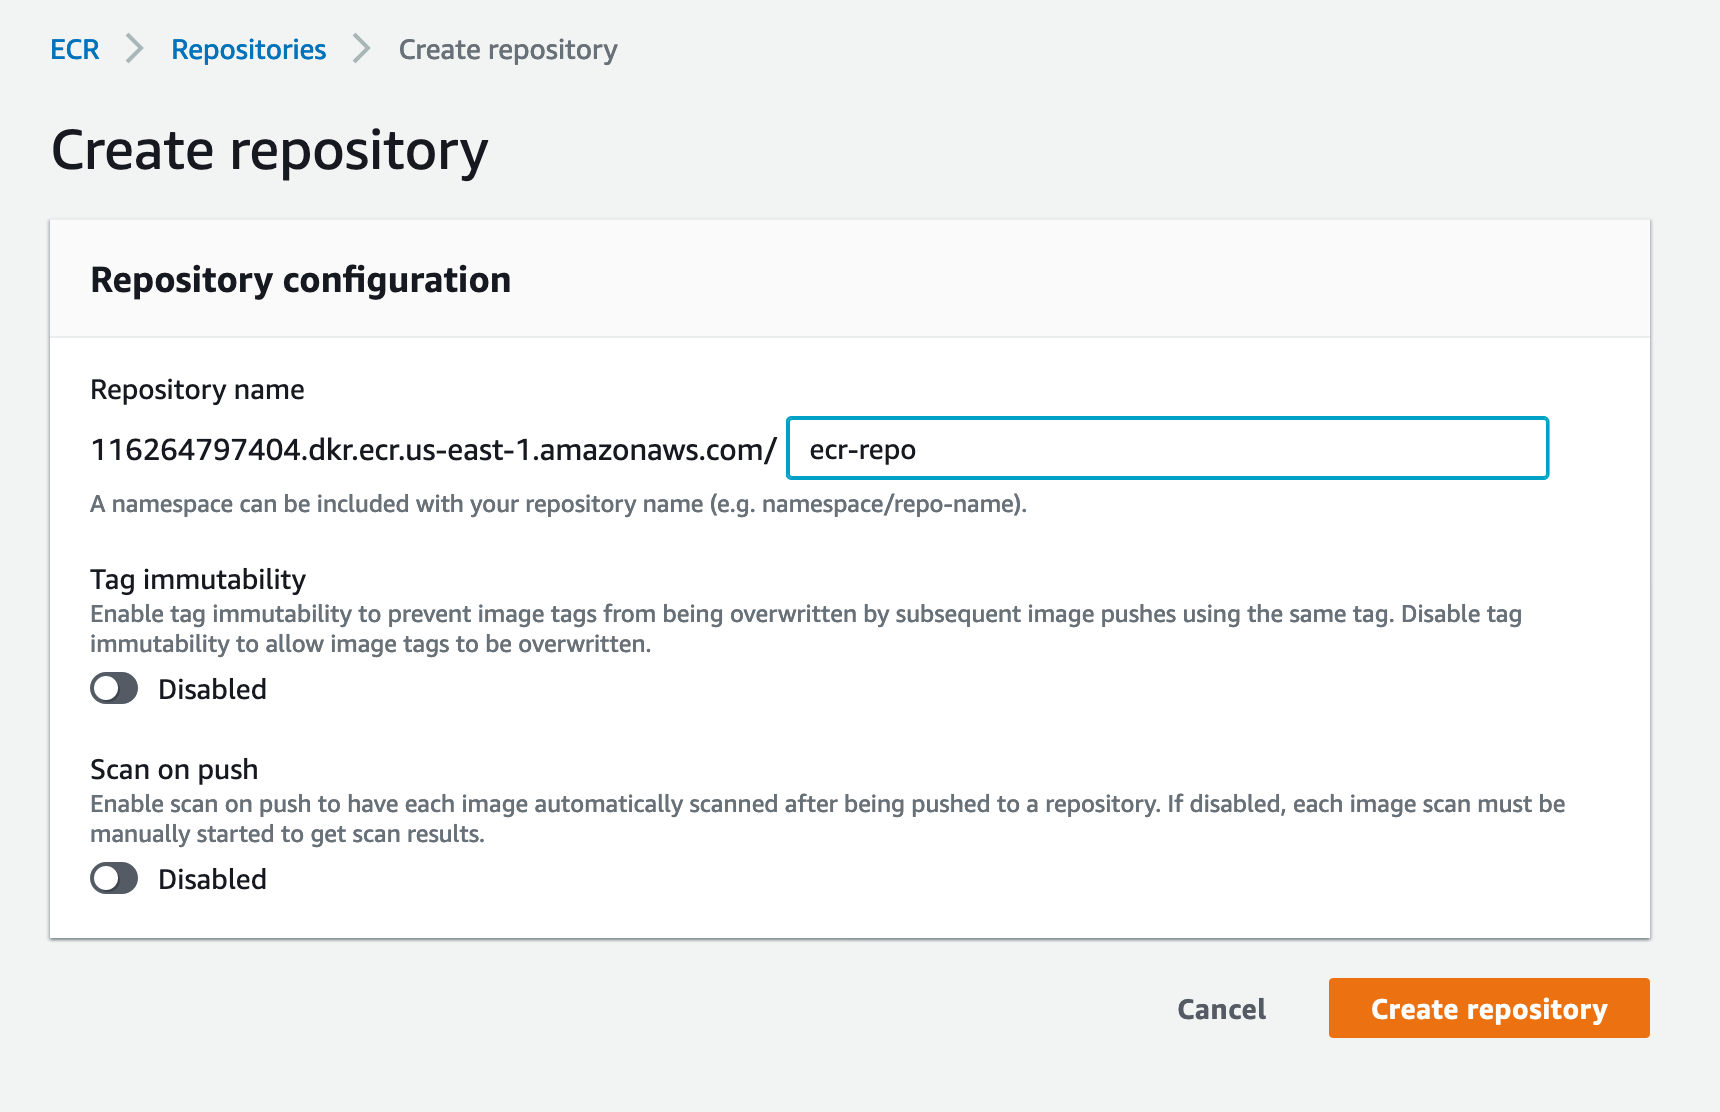 ECR > Repositories > Create repository
Create repository
Repository configuration
Repository name
116264797404.dkr.ecr.us-east-1.amazonaws.com/ ecr-repo
A namespace can be included with your repository name (e.g. namespace/repo-name).
Tag immutability
Enable tag immutability to prevent image tags from being overwritten by subsequent image pushes using the same tag. Disable tag
immutability to allow image tags to be overwritten.
Disabled
Scan on push
Enable scan on push to have each image automatically scanned after being pushed to a repository. If disabled, each image scan must be
manually started to get scan results.
Disabled
Cancel Create repository